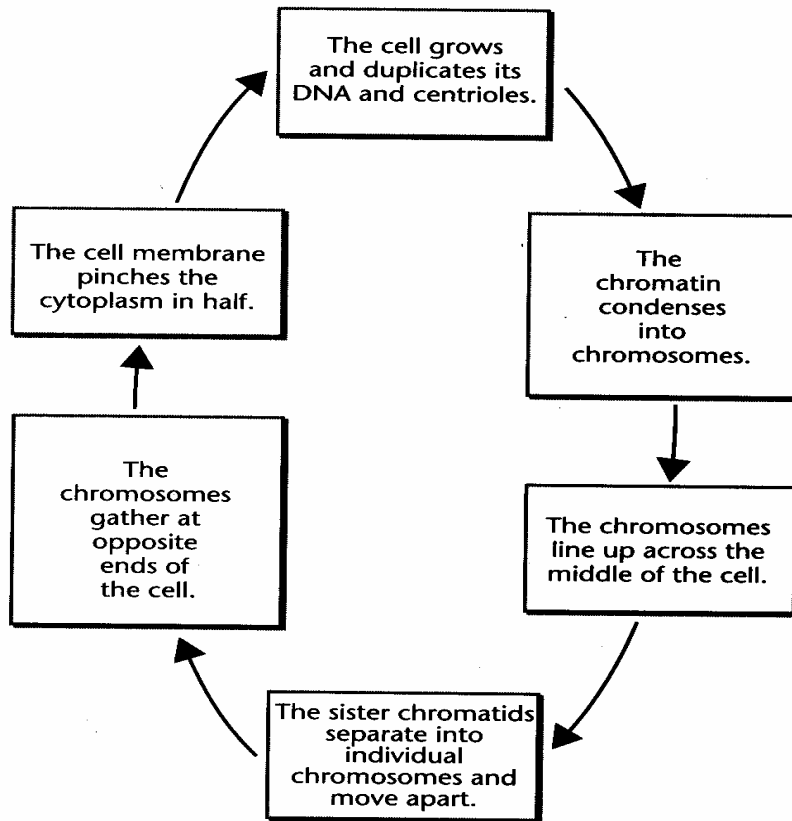 The cell grows
and duplicates its
DNA and centrioles.
The
chromatin
condenses
into
chromosomes.
The chromosomes
line up across the
middle of the cell.
The sister chromatids
separate into
individual
chromosomes and
move apart.
The
chromosomes
gather at
opposite
ends of
the cell.
The cell membrane
pinches the
cytoplasm in half.